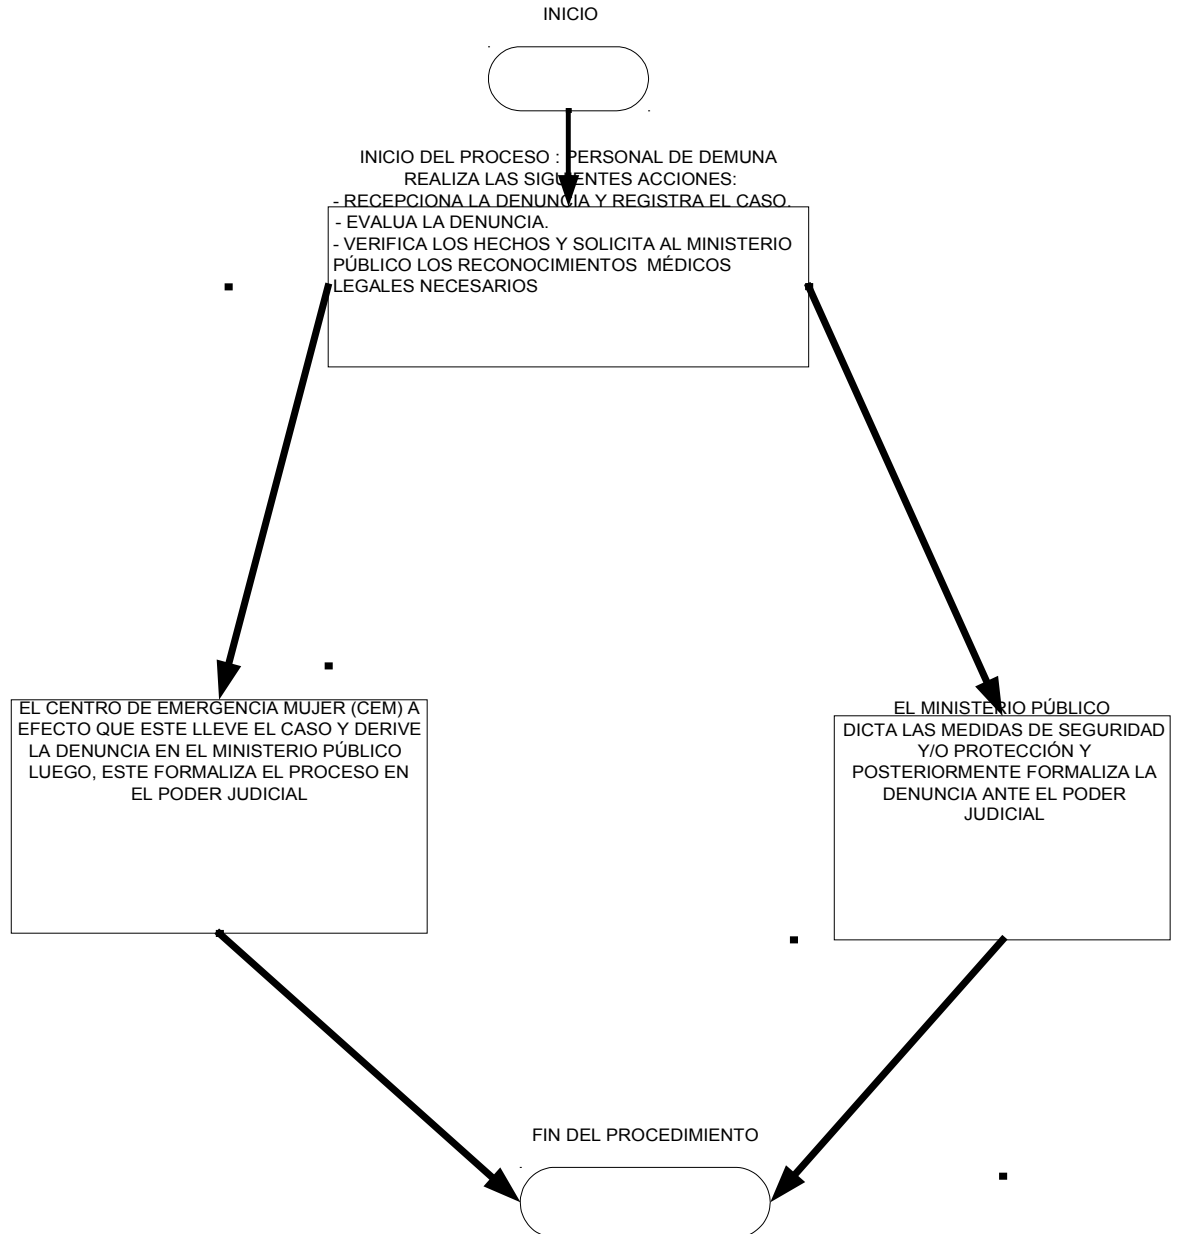 INICIO
INICIO DEL PROCESO : PERSONAL DE DEMUNA
REALIZA LAS SIGUIENTES ACCIONES:
- RECEPCIONA LA DENUNCIA Y REGISTRA EL CASO.
- EVALUA LA DENUNCIA.
- VERIFICA LOS HECHOS Y SOLICITA AL MINISTERIO
PÚBLICO LOS RECONOCIMIENTOS MÉDICOS
LEGALES NECESARIOS
EL CENTRO DE EMERGENCIA MUJER (CEM) A
EFECTO QUE ESTE LLEVE EL CASO Y DERIVE
LA DENUNCIA EN EL MINISTERIO PÚBLICO
LUEGO, ESTE FORMALIZA EL PROCESO EN
EL PODER JUDICIAL
EL MINISTERIO PÚBLICO
DICTA LAS MEDIDAS DE SEGURIDAD
Y/O PROTECCIÓN Y
POSTERIORMENTE FORMALIZA LA
DENUNCIA ANTE EL PODER
JUDICIAL
FIN DEL PROCEDIMIENTO